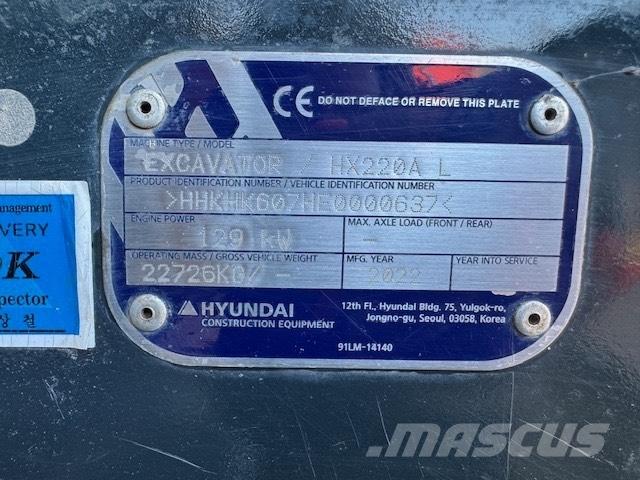 CE DO NOT DEFACE OR REMOVE THIS PLATE
MACHINE TYPE / MODEL
EXCAVATOR / HX220A L
PRODUCT IDENTIFICATION NUMBER / VEHICLE IDENTIFICATION NUMBER
>HHKHK607HE0000637<
ENGINE POWER
MAX. AXLE LOAD (FRONT / REAR)
129 kW
-
OPERATING MASS / GROSS VEHICLE WEIGHT
MFG. YEAR
YEAR INTO SERVICE
22726KG/ -
2022
HYUNDAI
CONSTRUCTION EQUIPMENT
12th Fl., Hyundai Bldg. 75, Yulgok-ro,
Jongno-gu, Seoul, 03058, Korea
91LM-14140
anagement
VERY
K
pector
상 철
MASCUS